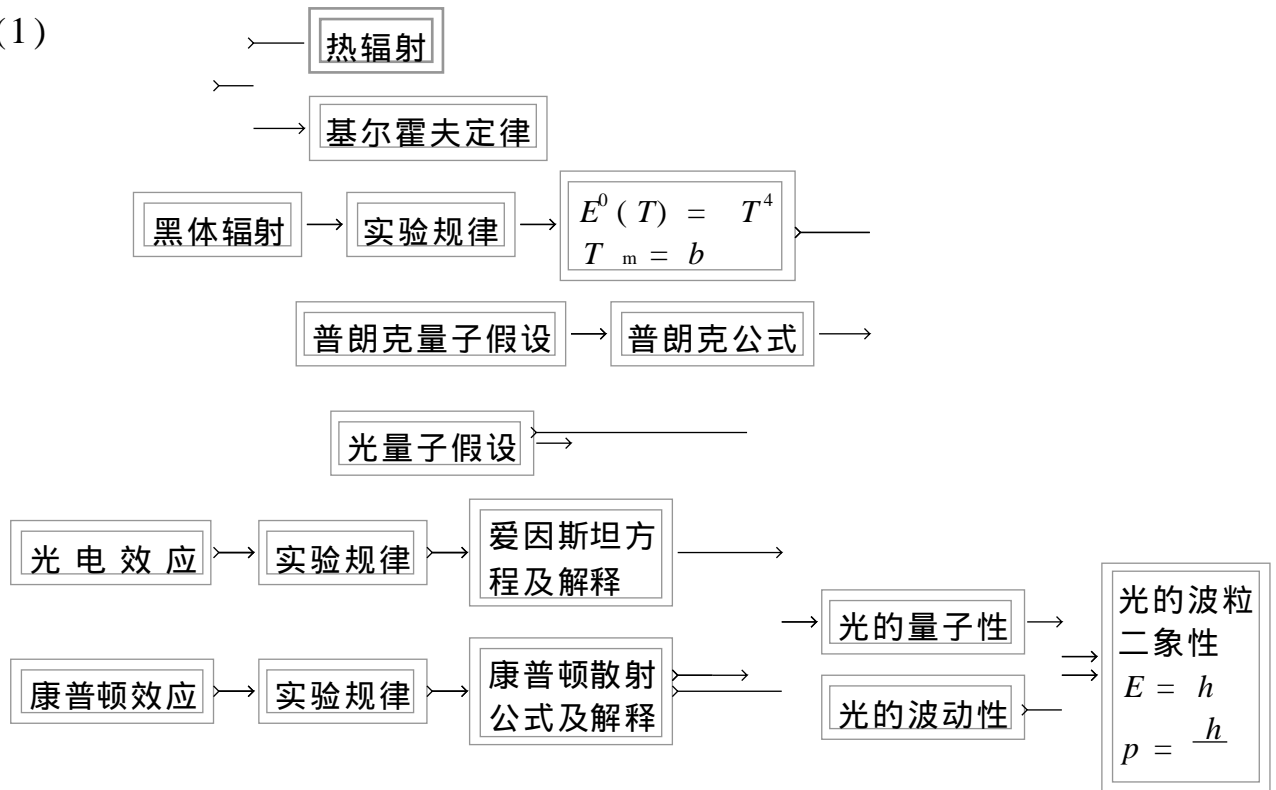 (1)
热辐射
基尔霍夫定律
黑体辐射
实验规律
E⁰ ( T) = T⁴
T m = b
普朗克量子假设
普朗克公式
光量子假设
光 电 效 应
实验规律
爱因斯坦方
程及解释
康普顿效应
实验规律
康普顿散射
公式及解释
光的量子性
光的波动性
光的波粒
二象性
E = h
p = h